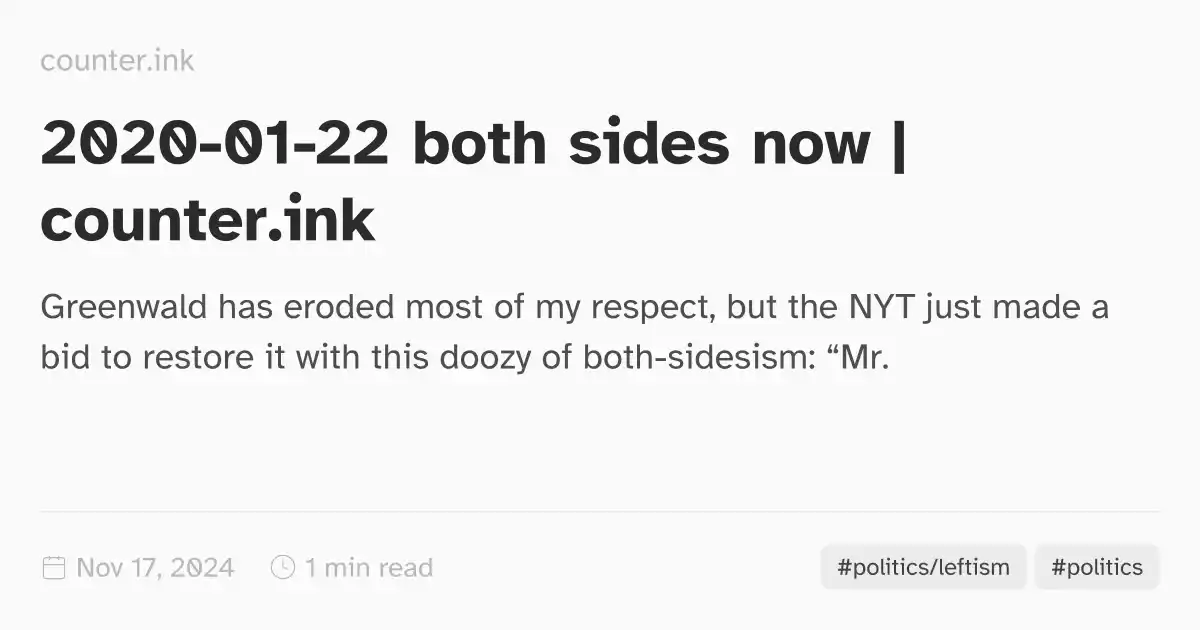 counter.ink
2020-01-22 both sides now |
counter.ink
Greenwald has eroded most of my respect, but the NYT just made a
bid to restore it with this doozy of both-sidesism: “Mr.
Nov 17, 2024
1 min read
#politics/leftism
#politics